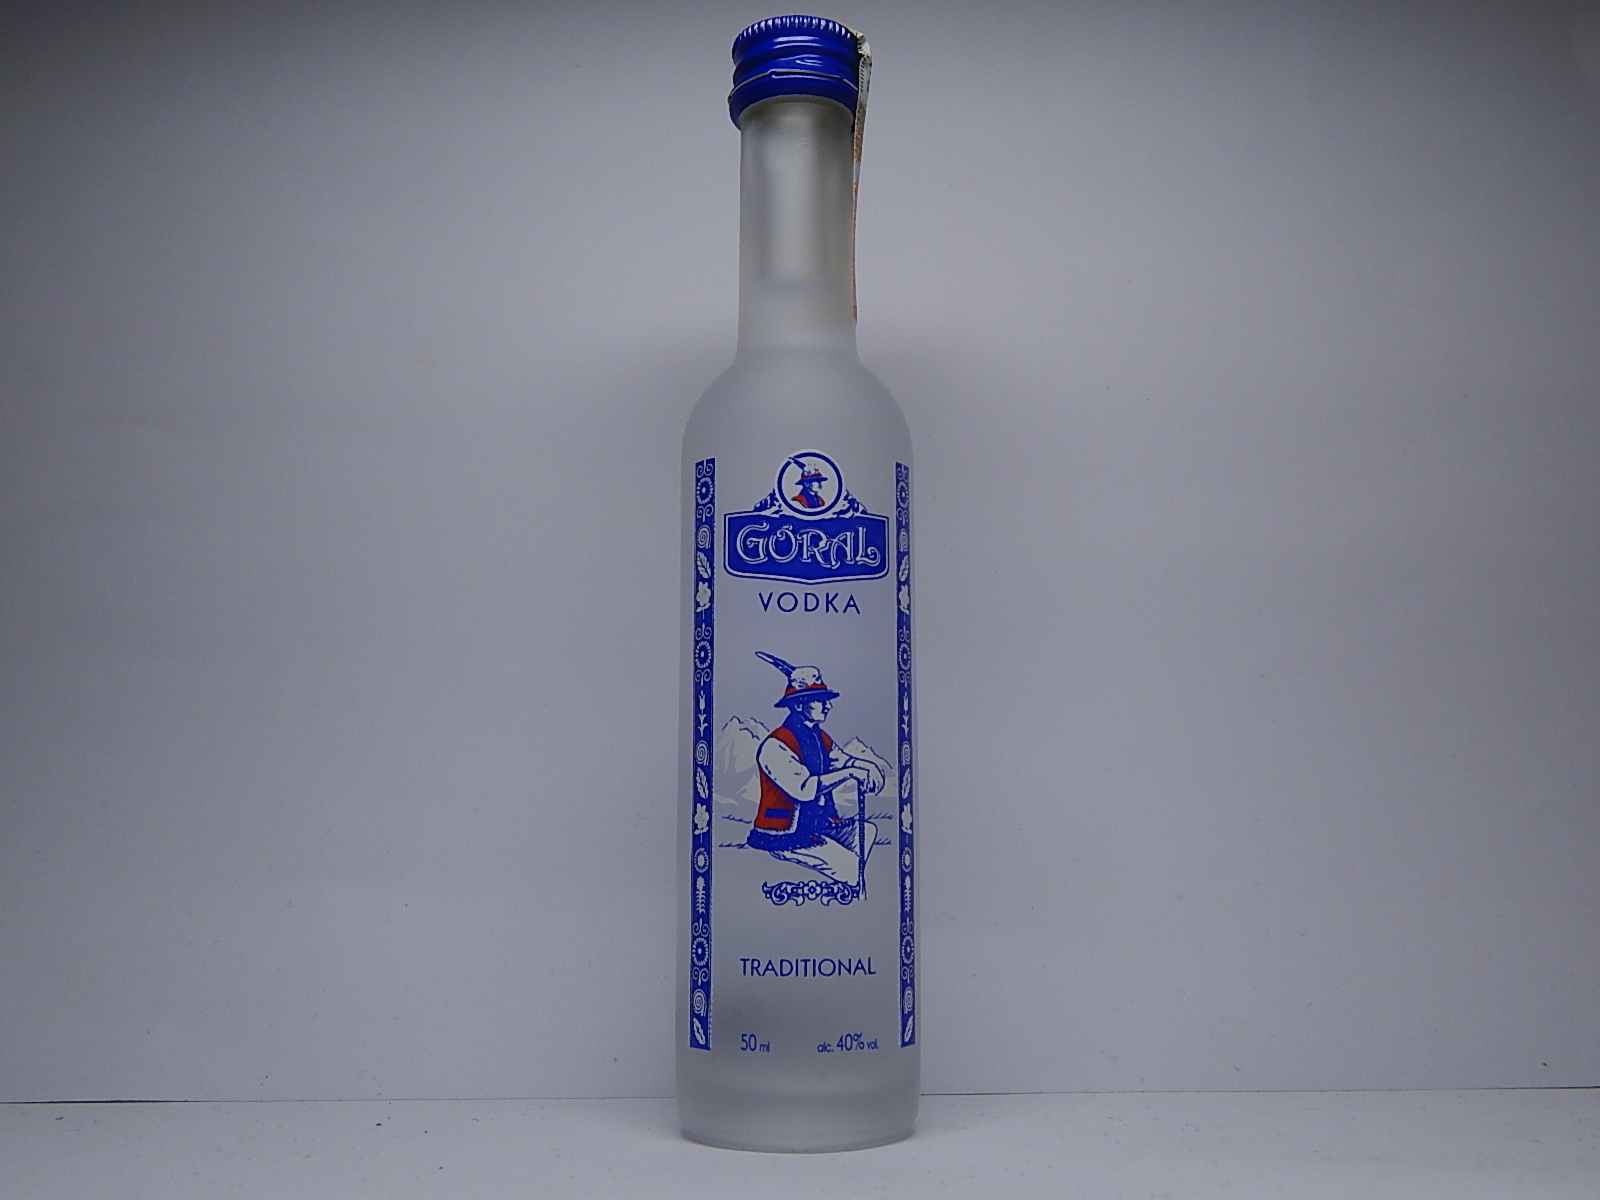 GÓRAL
VODKA
TRADITIONAL
50 ml alc. 40% vol.